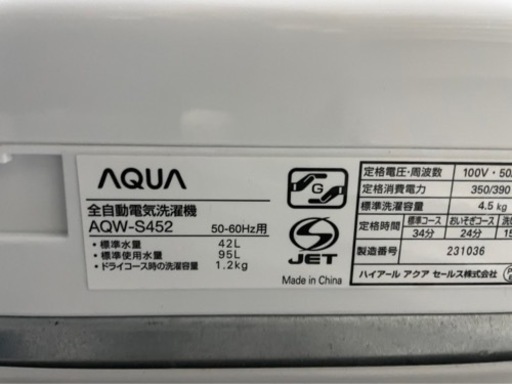 AQUA
全自動電気洗濯機
AQW-S452 50-60Hz用
・標準水量 42L
・標準使用水量 95L
・ドライコース時の洗濯容量 1.2kg
G
S
JET
Made in China
定格電圧・周波数 100V・50
定格消費電力 350/390
標準洗濯容量 4.5
定格時間 標準コース おいそぎコース
34分 24分 15
製造番号 231036
ハイアール アクア セールス株式会社